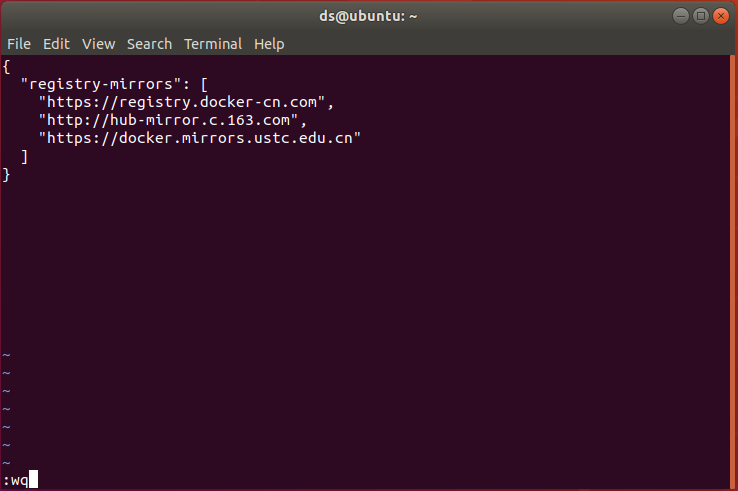 ds@ubuntu: ~
File Edit View Search Terminal Help
{
  "registry-mirrors": [
    "https://registry.docker-cn.com",
    "http://hub-mirror.c.163.com",
    "https://docker.mirrors.ustc.edu.cn"
  ]
}
~
~
~
~
~
~
~
:wq